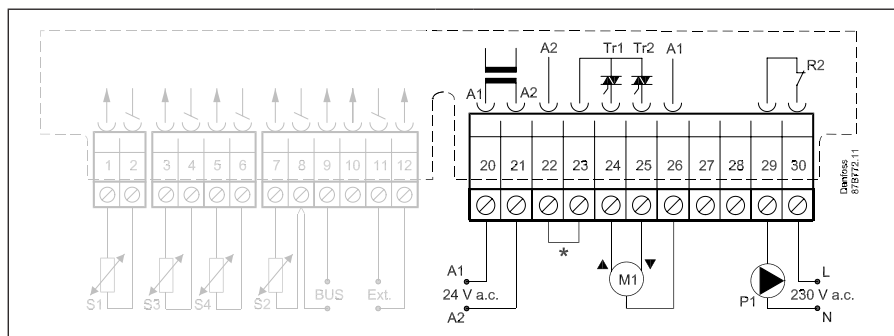 A2 Tr1 Tr2 A1
R2
A1 A2
1 2 3 4 5 6 7 8 9 10 11 12 20 21 22 23 24 25 26 27 28 29 30
Danfoss
87B772.11
*
A1 M1 L
S1 S3 S4 S2 BUS Ext. 24 V a.c. P1 230 V a.c.
A2 N